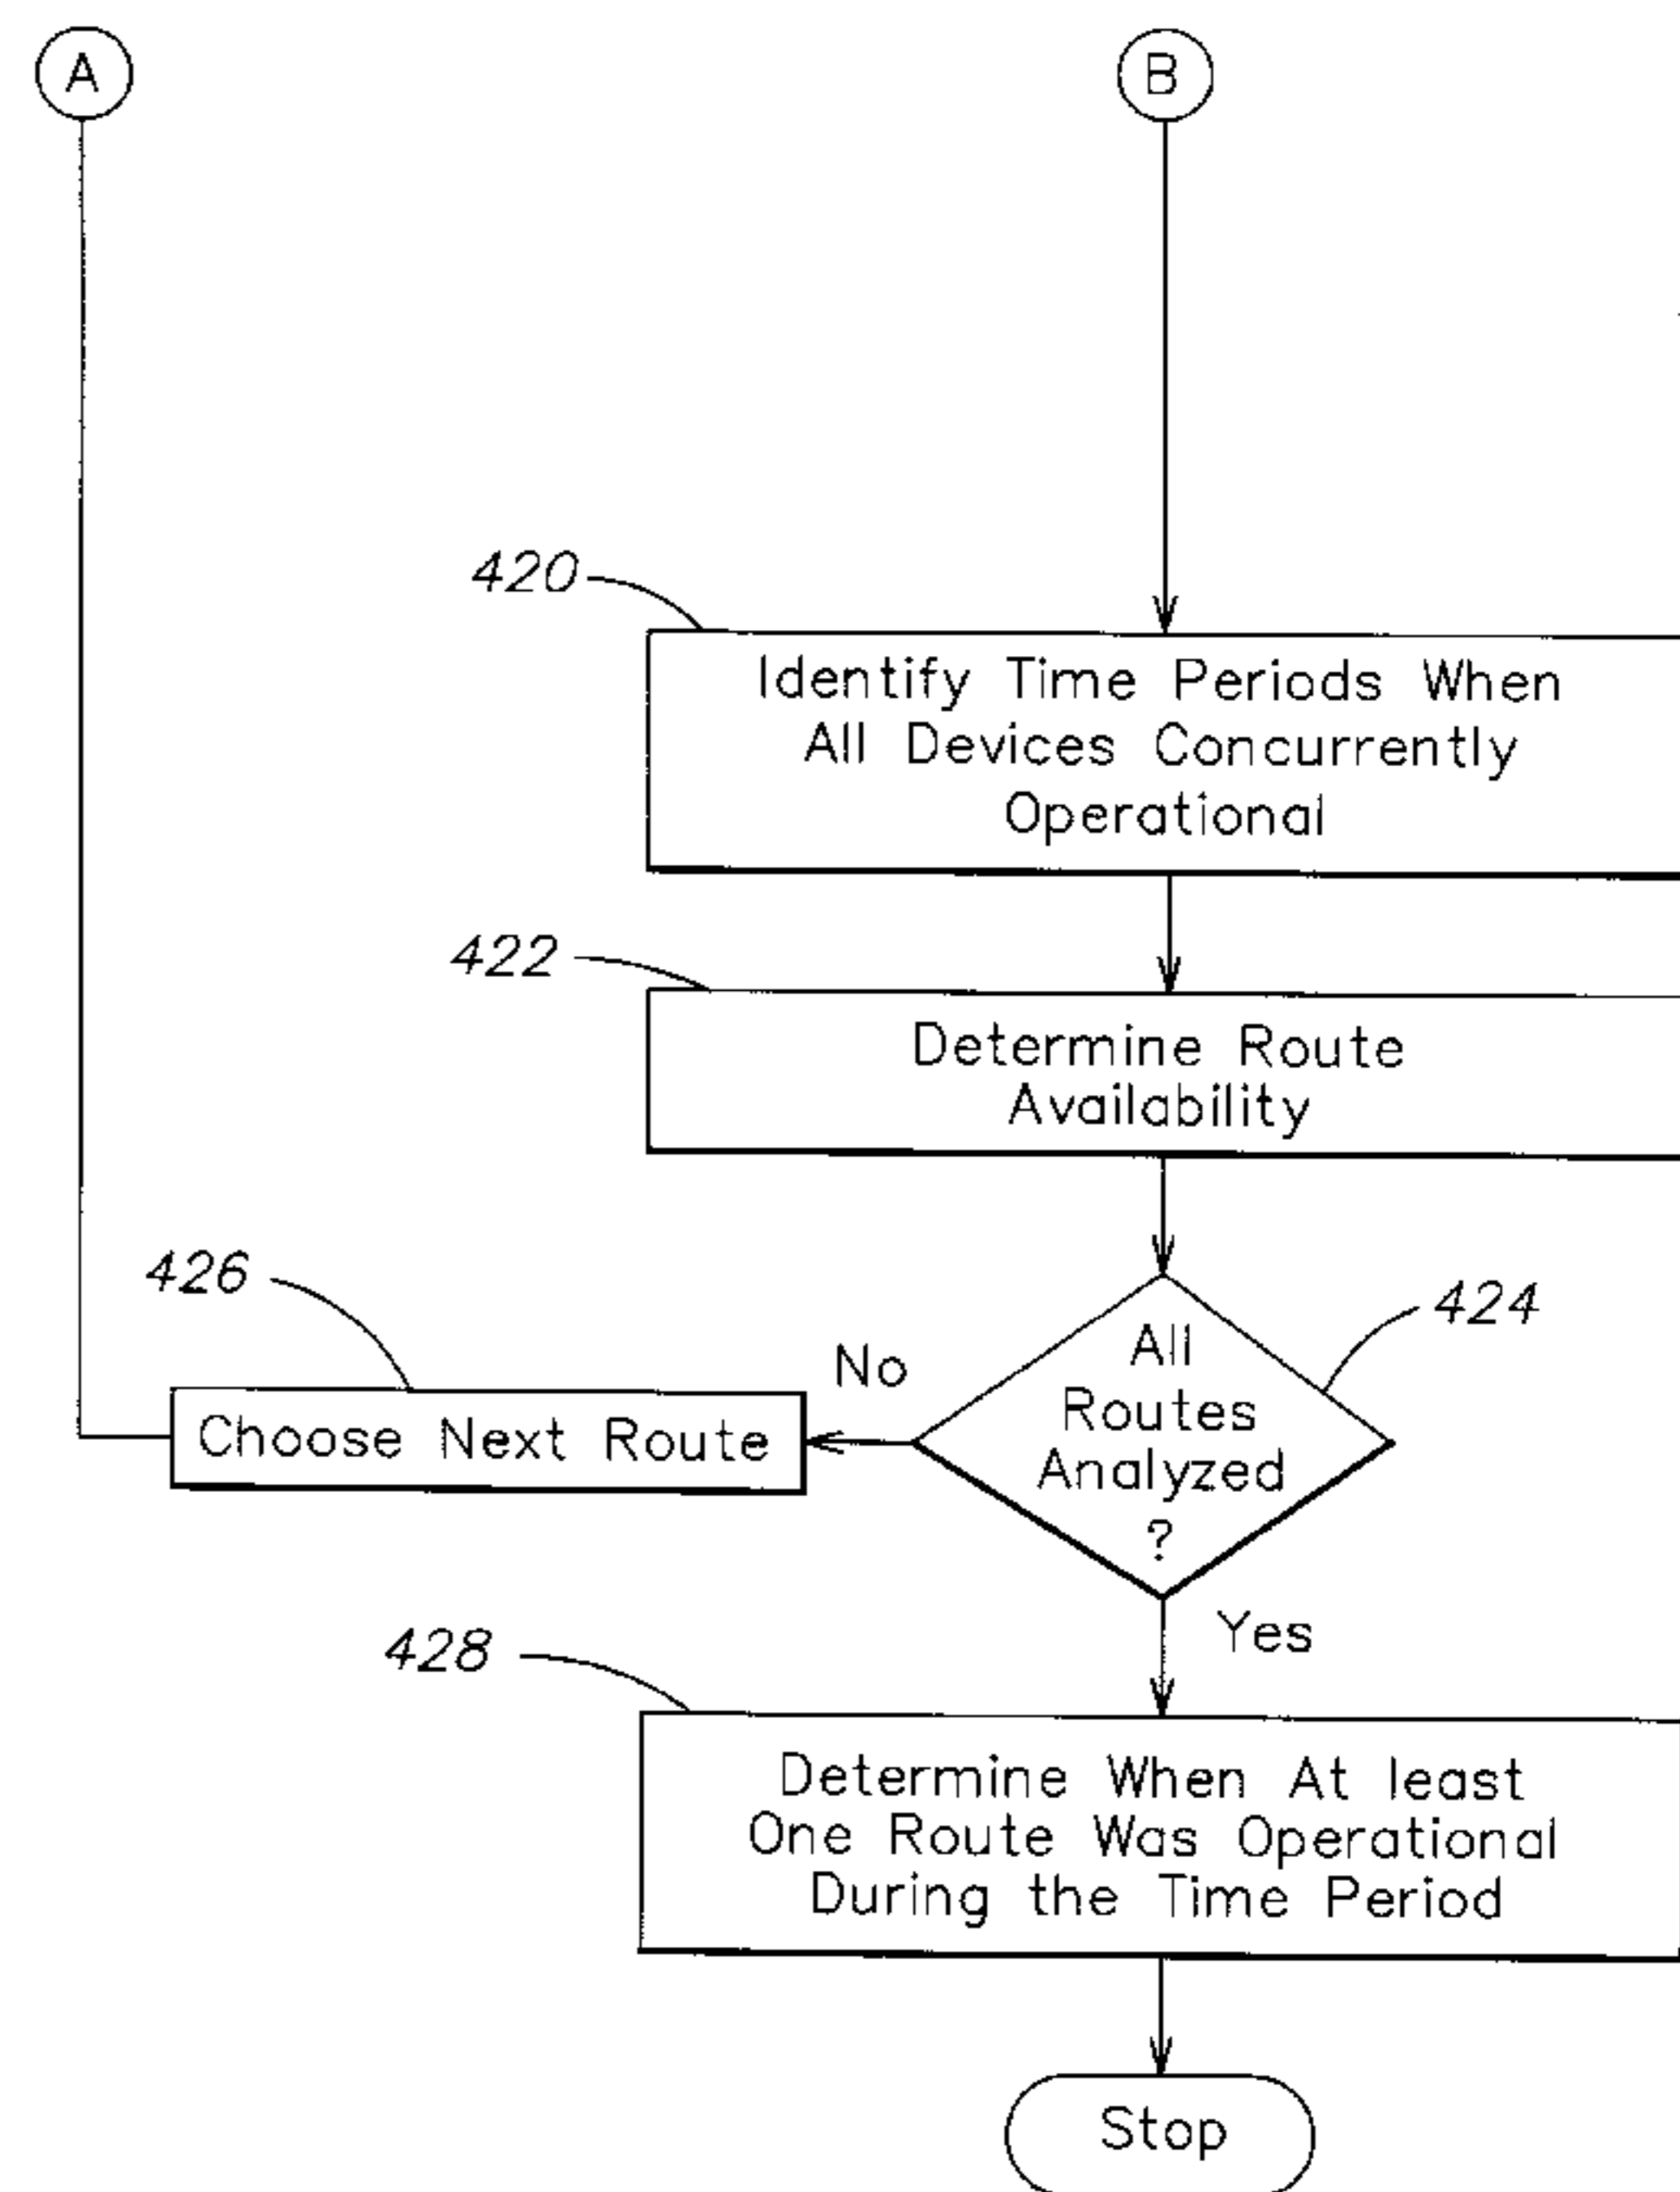 A
B
420
Identify Time Periods When
All Devices Concurrently
Operational
422
Determine Route
Availability
426
424
No
All
Routes
Analyzed
?
Choose Next Route
Yes
428
Determine When At least
One Route Was Operational
During the Time Period
Stop